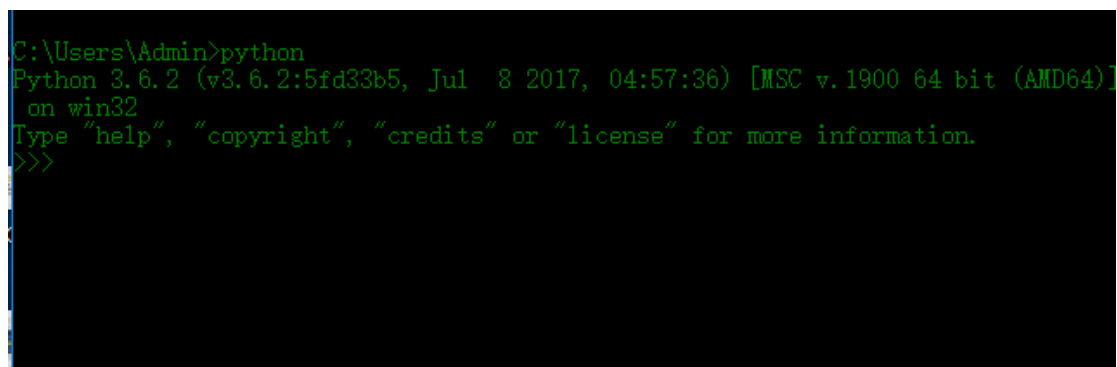 C:\Users\Admin>python
Python 3.6.2 (v3.6.2:5fd33b5, Jul  8 2017, 04:57:36) [MSC v.1900 64 bit (AMD64)]
 on win32
Type "help", "copyright", "credits" or "license" for more information.
>>>